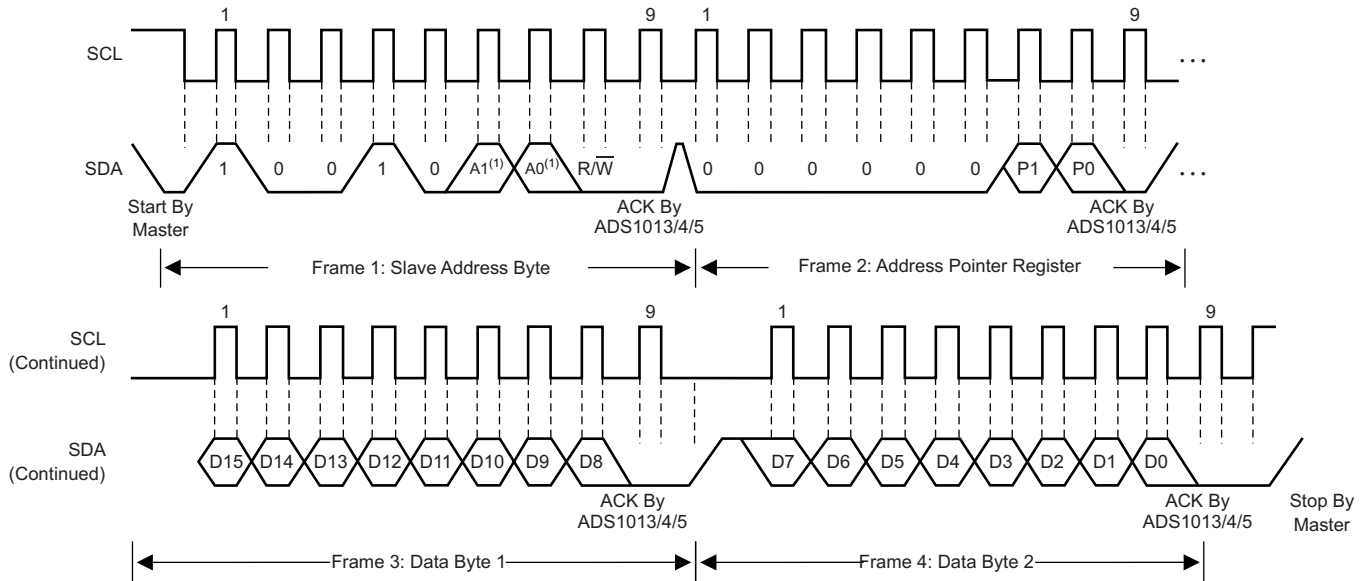 1 9 1 9
SCL ...
SDA 1 0 0 1 0 A1(1) A0(1) R/W 0 0 0 0 0 0 P1 P0 ...
Start By Master
ACK By ADS1013/4/5
ACK By ADS1013/4/5
Frame 1: Slave Address Byte
Frame 2: Address Pointer Register
1 9 1 9
SCL (Continued)
SDA (Continued) D15 D14 D13 D12 D11 D10 D9 D8 D7 D6 D5 D4 D3 D2 D1 D0
ACK By ADS1013/4/5
ACK By ADS1013/4/5
Stop By Master
Frame 3: Data Byte 1
Frame 4: Data Byte 2